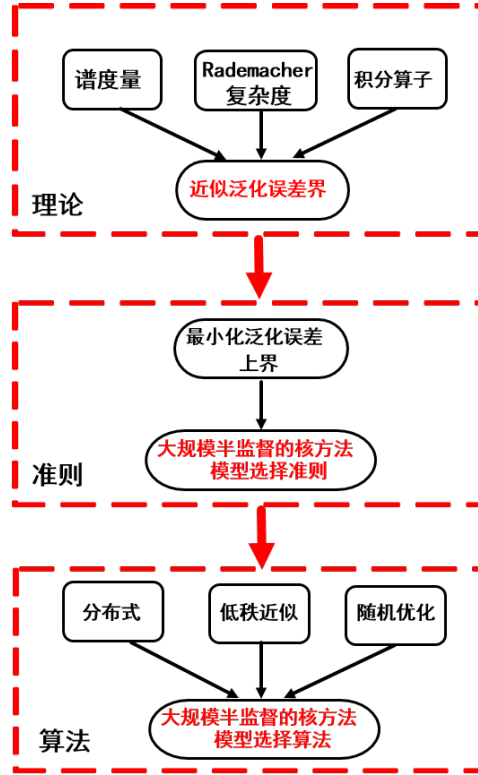 谱度量
Rademacher
复杂度
积分算子
近似泛化误差界
理论
最小化泛化误差
上界
大规模半监督的核方法
模型选择准则
准则
分布式
低秩近似
随机优化
大规模半监督的核方法
模型选择算法
算法